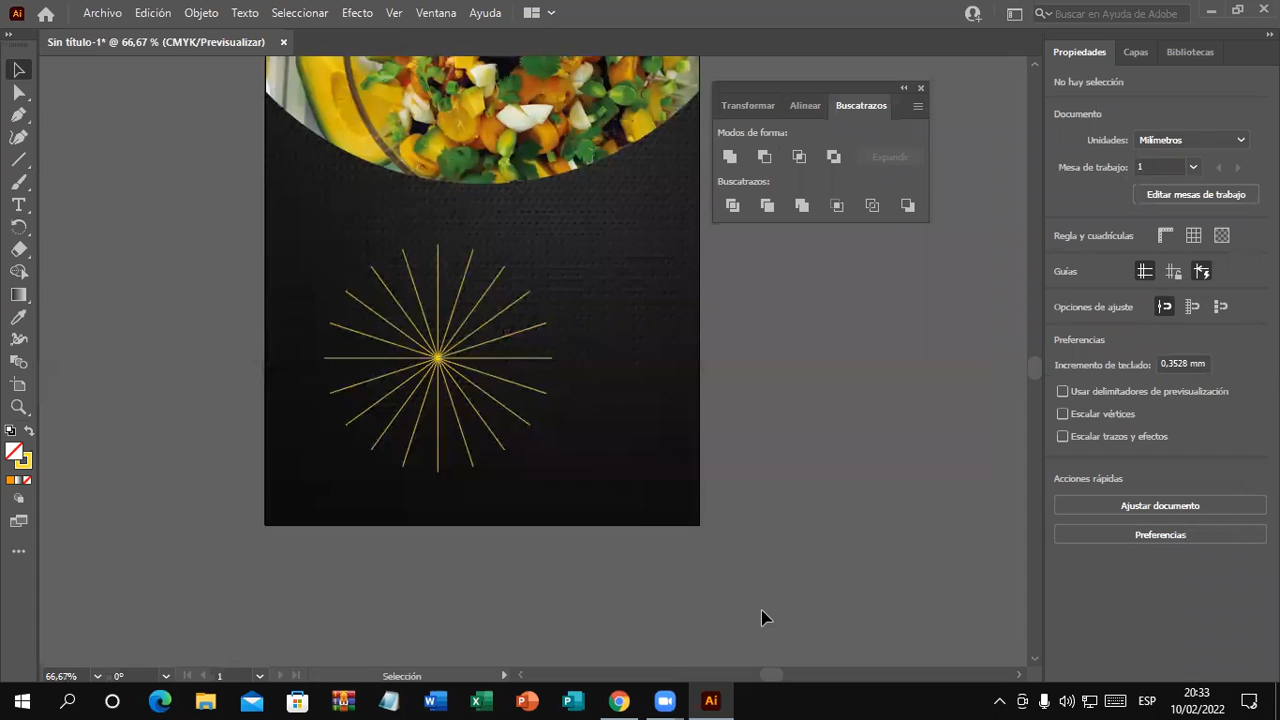 Ai
Archivo Edición Objeto Texto Seleccionar Efecto Ver Ventana Ayuda
Buscar en Ayuda de Adobe
Sin título-1* @ 66,67 % (CMYK/Previsualizar)
Propiedades Capas Bibliotecas
No hay selección
Transformar Alinear Buscatrazos
Modos de forma:
Expandir
Buscatrazos:
Documento
Unidades: Milímetros
Mesa de trabajo: 1
Editar mesas de trabajo
Regla y cuadrículas
Guías
Opciones de ajuste
Preferencias
Incremento de teclado: 0,3528 mm
Usar delimitadores de previsualización
Escalar vértices
Escalar trazos y efectos
Acciones rápidas
Ajustar documento
Preferencias
66,67% 0° 1 Selección
Ai
ESP
20:33
10/02/2022